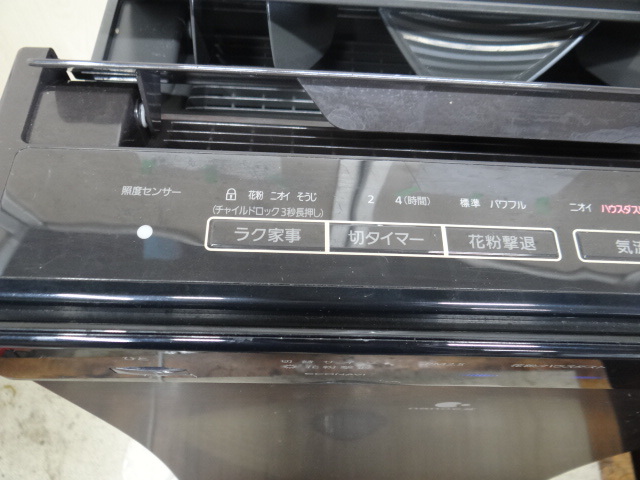 照度センサー
花粉 ニオイ そうじ
(チャイルドロック3秒長押し)
2 4(時間)
標準 パワフル
ニオイ ハウスダス
ラク家事
切タイマー
花粉撃退
気流